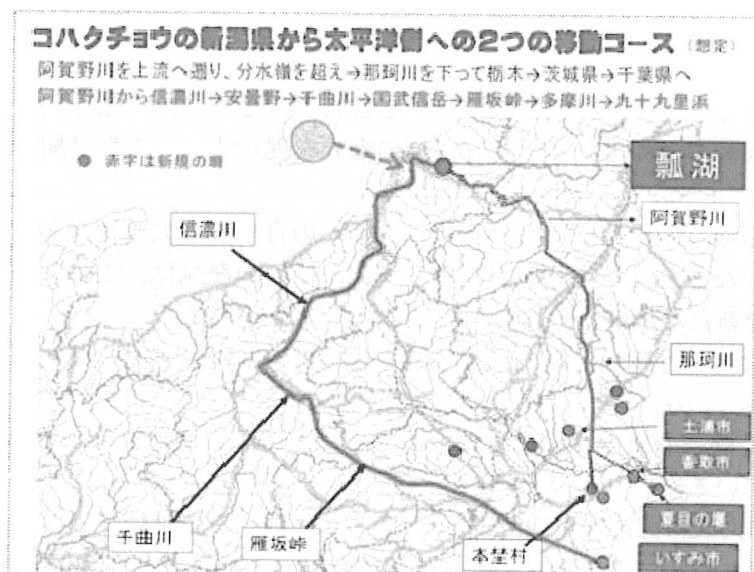 コハクチョウの新潟県から太平洋側への2つの移動コース (想定)
阿賀野川を上流へ遡り、分水嶺を超え→那珂川を下って栃木→茨城県→千葉県へ
阿賀野川から信濃川→安曇野→千曲川→国武信岳→雁坂峠→多摩川→九十九里浜
● 赤字は新規の塒
瓢湖
阿賀野川
信濃川
那珂川
土浦市
香取市
夏目の堰
いすみ市
千曲川
雁坂峠
本埜村